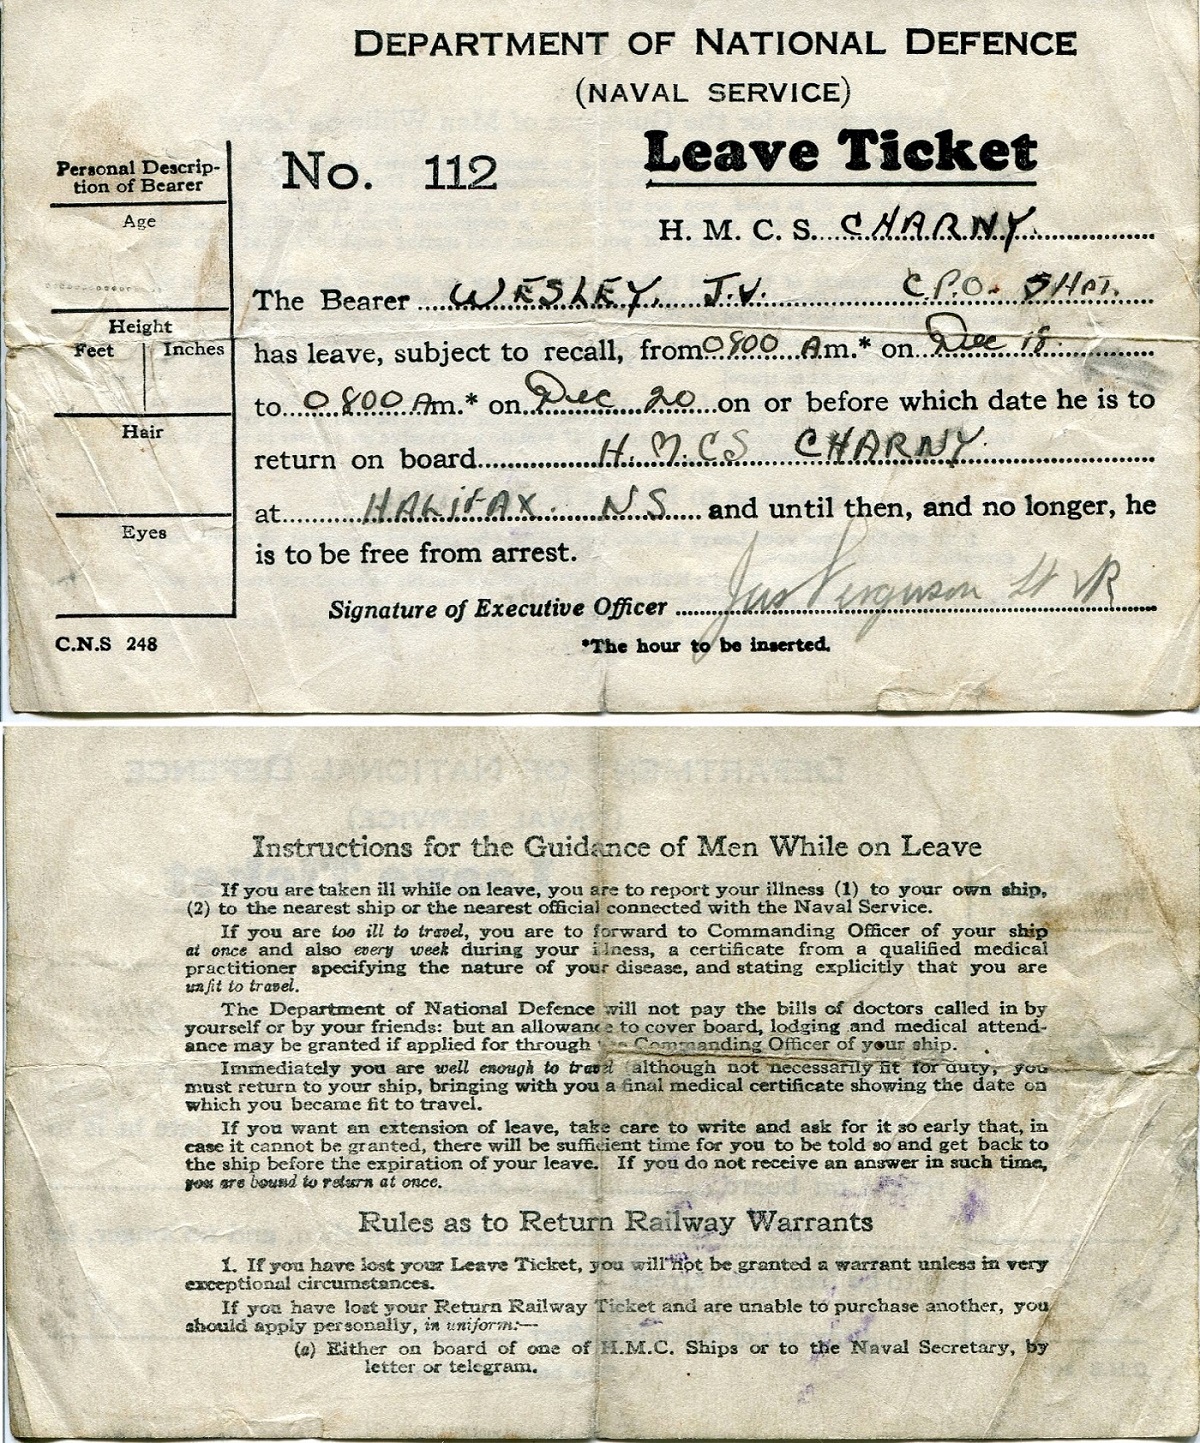 DEPARTMENT OF NATIONAL DEFENCE
(NAVAL SERVICE)
Leave Ticket
No. 112
H. M. C. S. CHARNY
Personal Descrip-
tion of Bearer
Age
Height
Feet Inches
Hair
Eyes
C.N.S 248
The Bearer WESLEY. J.V. C.P.O.
has leave, subject to recall, from 0800 Am.* on Dec 18
to 0800 Am.* on Dec 20 on or before which date he is to
return on board H.M.CS CHARNY.
at HALIFAX. NS and until then, and no longer, he
is to be free from arrest.
Signature of Executive Officer Jas Ferguson Lt VR
*The hour to be inserted.
Instructions for the Guidance of Men While on Leave
If you are taken ill while on leave, you are to report your illness (1) to your own ship,
(2) to the nearest ship or the nearest official connected with the Naval Service.
If you are too ill to travel, you are to forward to Commanding Officer of your ship
at once and also every week during your illness, a certificate from a qualified medical
practitioner specifying the nature of your disease, and stating explicitly that you are
unfit to travel.
The Department of National Defence will not pay the bills of doctors called in by
yourself or by your friends: but an allowance to cover board, lodging and medical attend-
ance may be granted if applied for through the Commanding Officer of your ship.
Immediately you are well enough to travel (although not necessarily fit for duty, you
must return to your ship, bringing with you a final medical certificate showing the date on
which you became fit to travel.
If you want an extension of leave, take care to write and ask for it so early that, in
case it cannot be granted, there will be sufficient time for you to be told so and get back to
the ship before the expiration of your leave. If you do not receive an answer in such time,
you are bound to return at once.
Rules as to Return Railway Warrants
1. If you have lost your Leave Ticket, you will not be granted a warrant unless in very
exceptional circumstances.
If you have lost your Return Railway Ticket and are unable to purchase another, you
should apply personally, in uniform:—
(a) Either on board of one of H.M.C. Ships or to the Naval Secretary, by
letter or telegram.